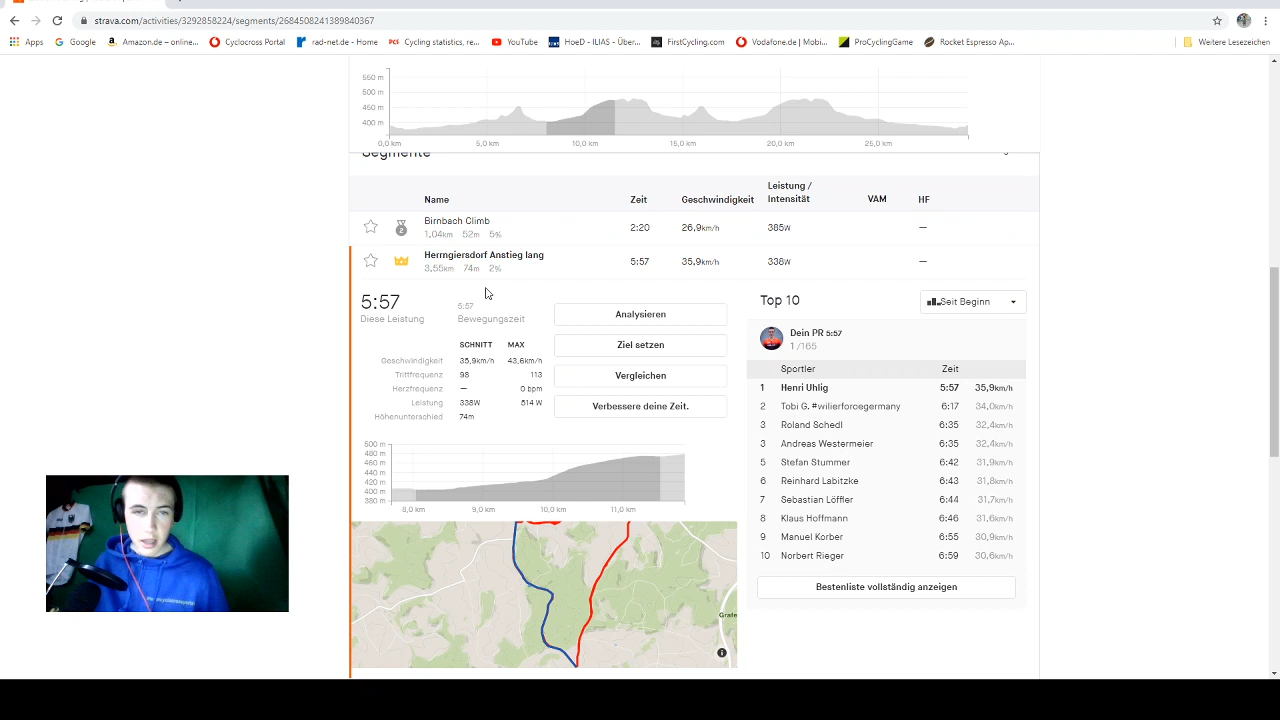 strava.com/activities/3292858224/segments/2684508241389840367
Apps Google Amazon.de – online... Cyclocross Portal rad-net.de - Home Cycling statistics, re... YouTube HoeD - ILIAS - Über... FirstCycling.com Vodafone.de | Mobi... ProCyclingGame Rocket Espresso Ap... Weitere Lesezeichen
550 m
500 m
450 m
400 m
0,0 km 5,0 km 10,0 km 15,0 km 20,0 km 25,0 km
Segmente
Name Zeit Geschwindigkeit Leistung / Intensität VAM HF
Birnbach Climb 2:20 26,9km/h 385W — 
1,04km 52m 5%
Herrngiersdorf Anstieg lang 5:57 35,9km/h 338W —
3,55km 74m 2%
5:57
Diese Leistung
5:57
Bewegungszeit
SCHNITT MAX
Geschwindigkeit 35,9km/h 43,6km/h
Trittfrequenz 98 113
Herzfrequenz — 0 bpm
Leistung 338W 514 W
Höhenunterschied 74m
Analysieren
Ziel setzen
Vergleichen
Verbessere deine Zeit.
500 m
480 m
460 m
440 m
420 m
400 m
380 m
8,0 km 9,0 km 10,0 km 11,0 km
Grafe
Top 10 Seit Beginn
Dein PR 5:57
1 /165
Sportler Zeit
1 Henri Uhlig 5:57 35,9km/h
2 Tobi G. #wilierforcegermany 6:17 34,0km/h
3 Roland Schedl 6:35 32,4km/h
3 Andreas Westermeier 6:35 32,4km/h
5 Stefan Stummer 6:42 31,9km/h
6 Reinhard Labitzke 6:43 31,8km/h
7 Sebastian Löffler 6:44 31,7km/h
8 Klaus Hoffmann 6:46 31,6km/h
9 Manuel Korber 6:55 30,9km/h
10 Norbert Rieger 6:59 30,6km/h
Bestenliste vollständig anzeigen